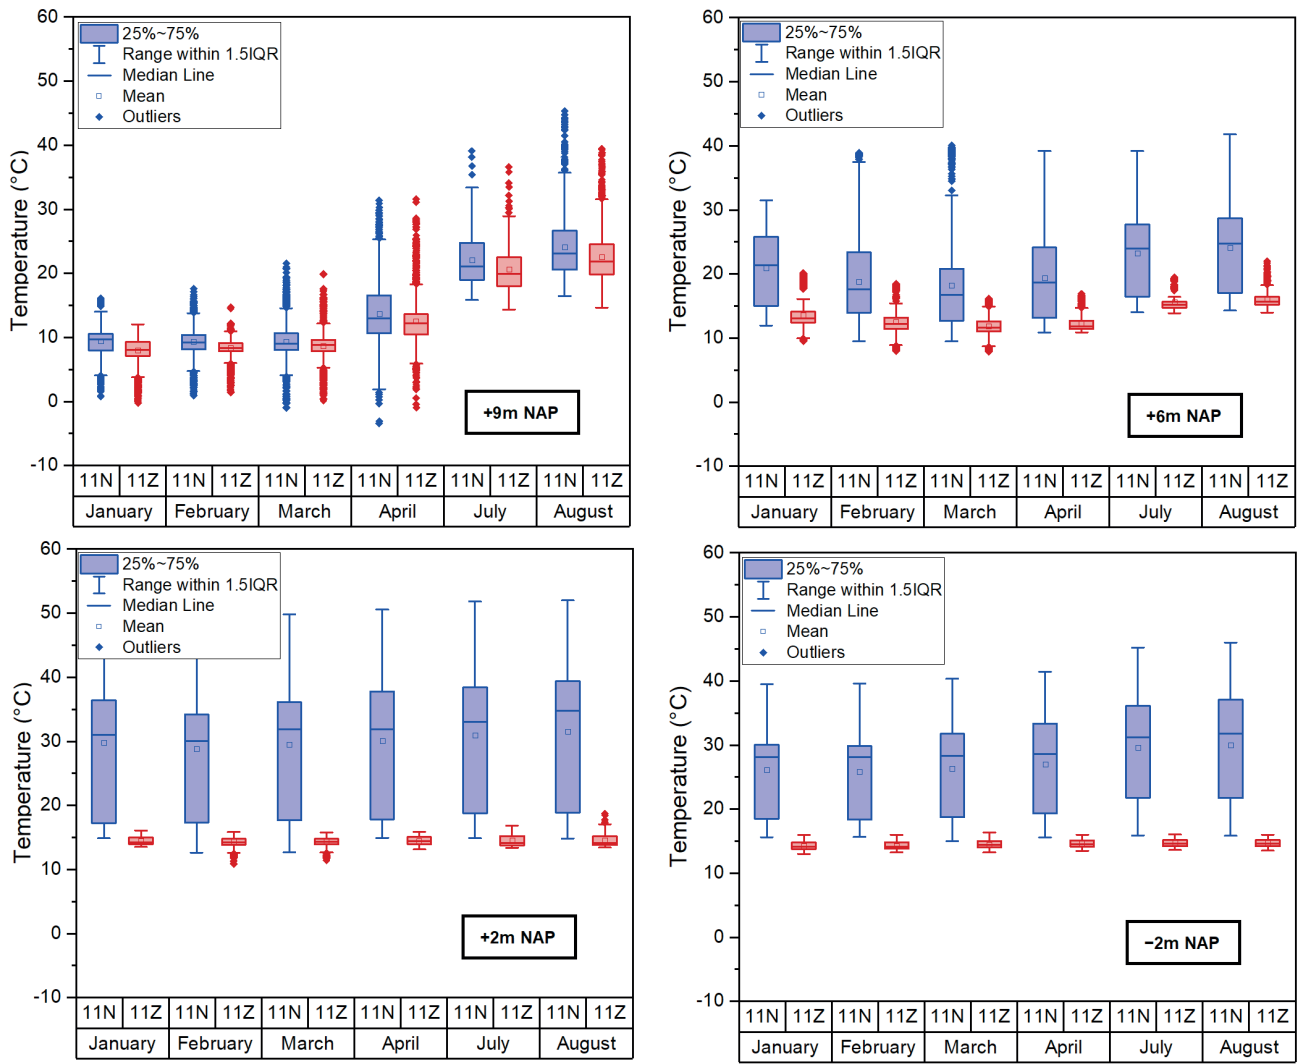 60
50
40
30
20
10
0
-10
Temperature (°C)
25%~75%
Range within 1.5IQR
Median Line
Mean
Outliers
+9m NAP
11N 11Z 11N 11Z 11N 11Z 11N 11Z 11N 11Z 11N 11Z
January February March April July August
60
50
40
30
20
10
0
-10
Temperature (°C)
25%~75%
Range within 1.5IQR
Median Line
Mean
Outliers
+6m NAP
11N 11Z 11N 11Z 11N 11Z 11N 11Z 11N 11Z 11N 11Z
January February March April July August
60
50
40
30
20
10
0
-10
Temperature (°C)
25%~75%
Range within 1.5IQR
Median Line
Mean
Outliers
+2m NAP
11N 11Z 11N 11Z 11N 11Z 11N 11Z 11N 11Z 11N 11Z
January February March April July August
60
50
40
30
20
10
0
-10
Temperature (°C)
25%~75%
Range within 1.5IQR
Median Line
Mean
Outliers
−2m NAP
11N 11Z 11N 11Z 11N 11Z 11N 11Z 11N 11Z 11N 11Z
January February March April July August